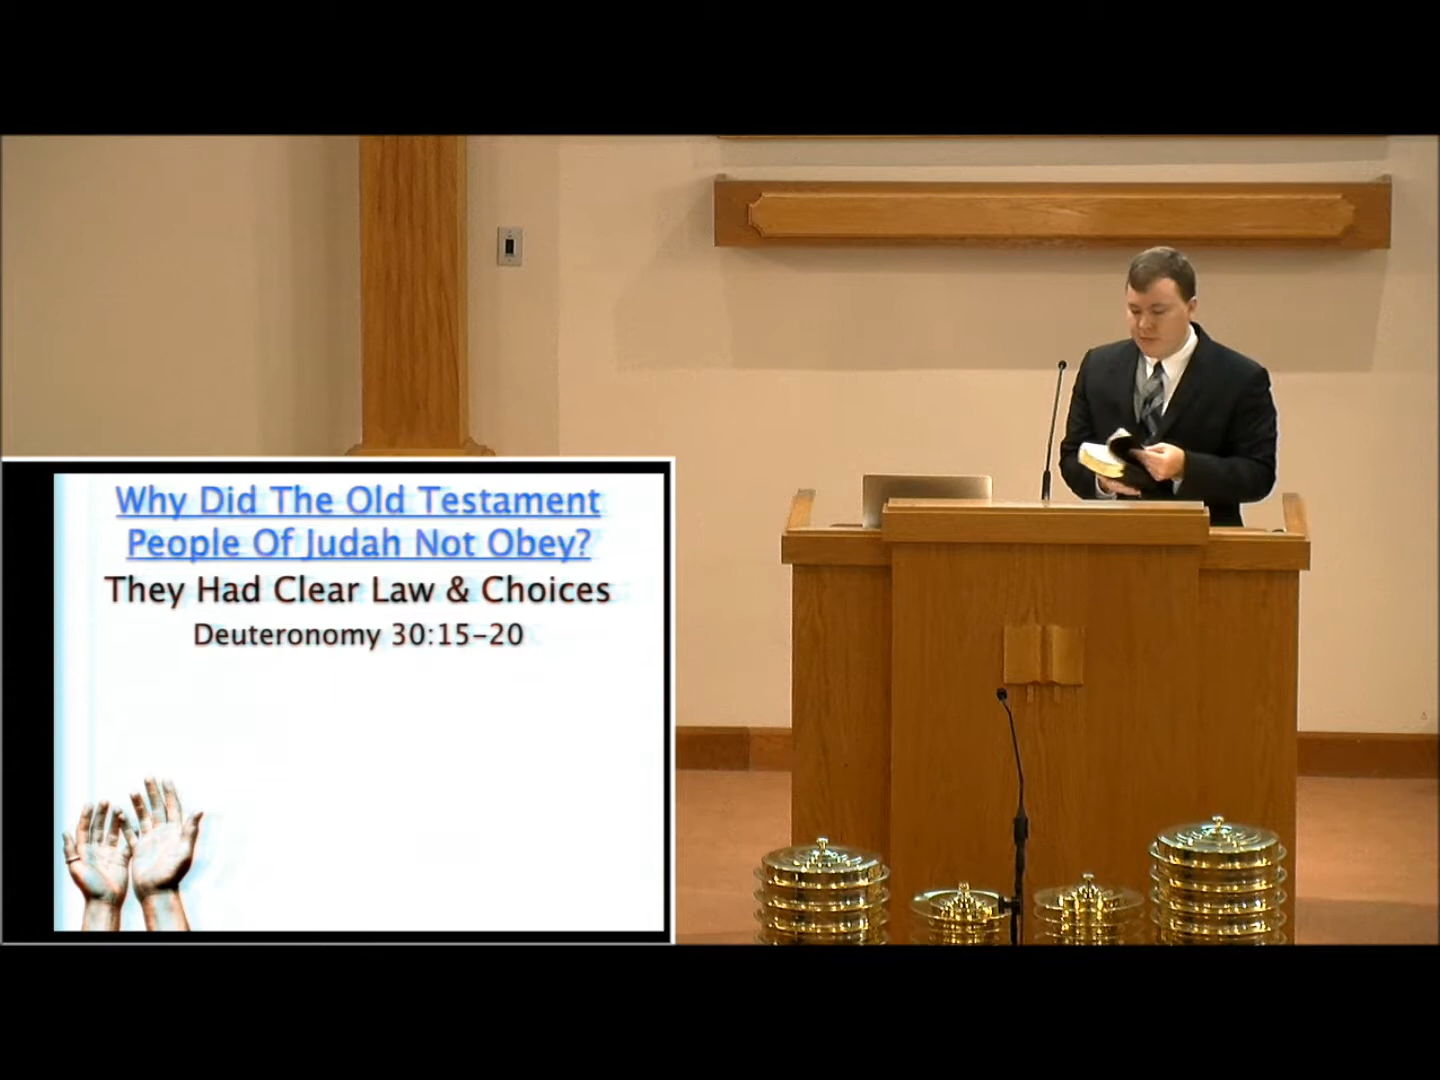 Why Did The Old Testament
People Of Judah Not Obey?
They Had Clear Law & Choices
Deuteronomy 30:15-20